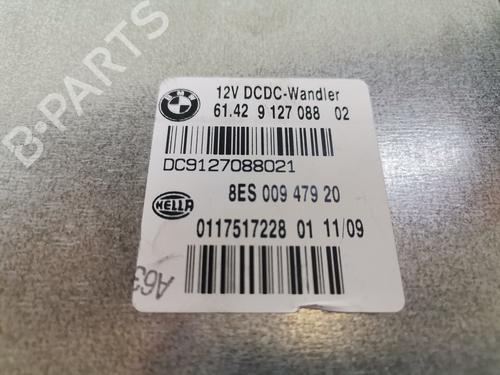 BMW
12V DCDC-Wandler
61.42 9 127 088 02
DC9127088021
8ES 009 479 20
HELLA
0117517228 01 11/09
A63
B-PARTS